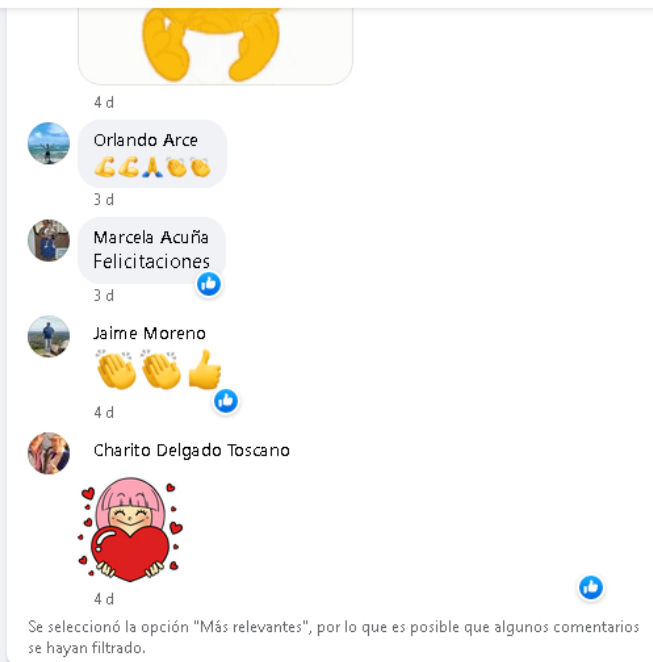 4 d
Orlando Arce
💪💪🙏👏👏
3 d
Marcela Acuña
Felicitaciones
3 d
Jaime Moreno
👏👏👍
4 d
Charito Delgado Toscano
4 d
Se seleccionó la opción "Más relevantes", por lo que es posible que algunos comentarios
se hayan filtrado.